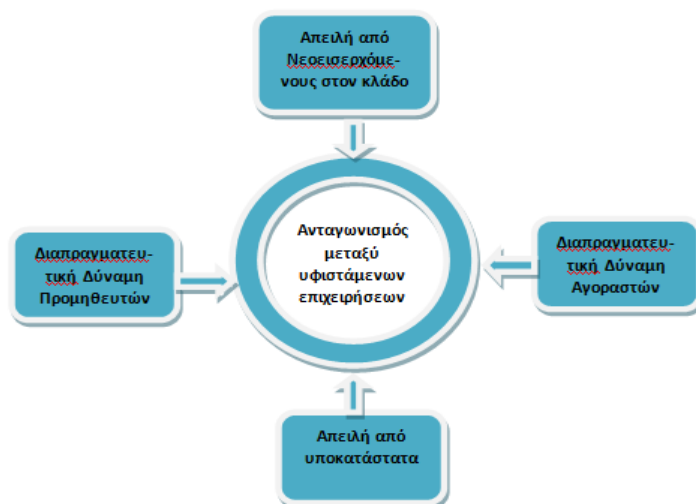 Απειλή από
Νεοεισερχόμε-
νους στον κλάδο
Ανταγωνισμός
μεταξύ
υφιστάμενων
επιχειρήσεων
Διαπραγματευ-
τική Δύναμη
Προμηθευτών
Διαπραγματευ-
τική Δύναμη
Αγοραστών
Απειλή από
υποκατάστατα